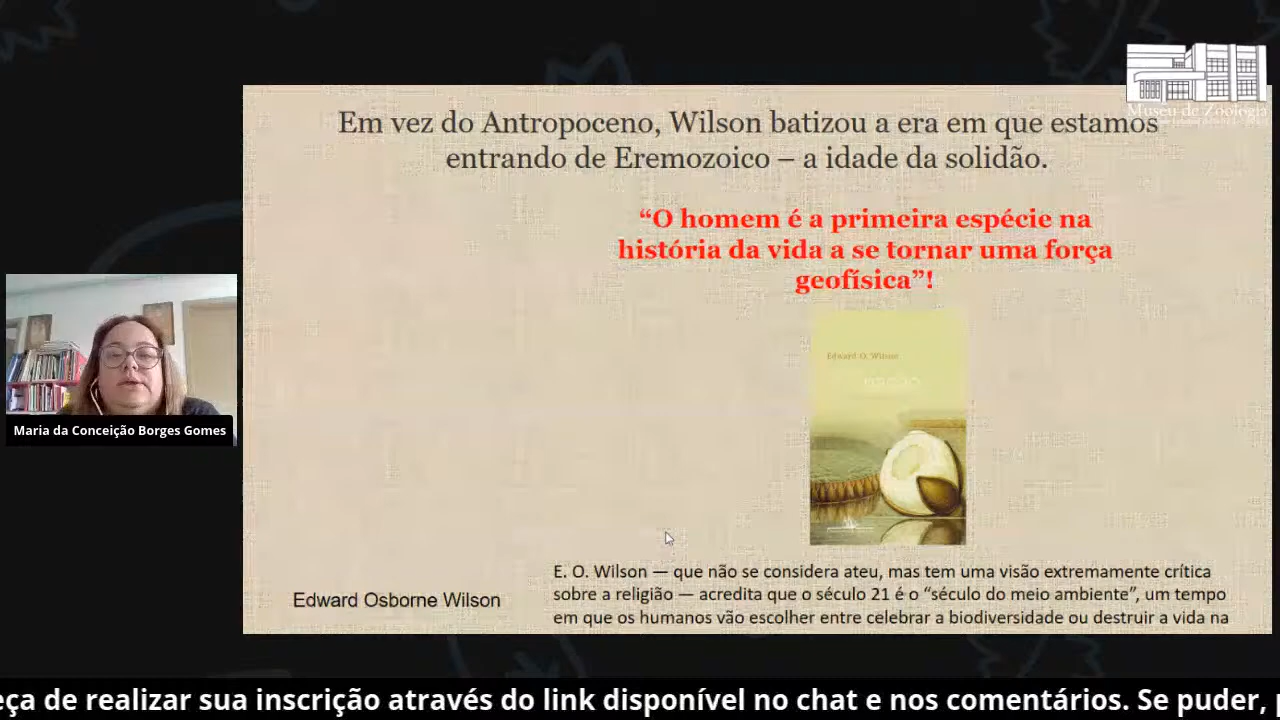 Museu de Zoologia
Em vez do Antropoceno, Wilson batizou a era em que estamos
entrando de Eremozoico – a idade da solidão.
“O homem é a primeira espécie na
história da vida a se tornar uma força
geofísica”!
Edward O. Wilson
Maria da Conceição Borges Gomes
Edward Osborne Wilson
E. O. Wilson — que não se considera ateu, mas tem uma visão extremamente crítica
sobre a religião — acredita que o século 21 é o “século do meio ambiente”, um tempo
em que os humanos vão escolher entre celebrar a biodiversidade ou destruir a vida na
eça de realizar sua inscrição através do link disponível no chat e nos comentários. Se puder, p